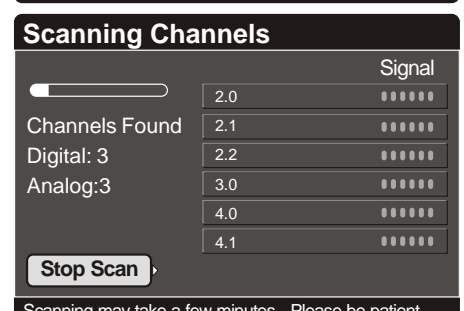 Scanning Channels
Signal
2.0
Channels Found
2.1
Digital: 3
2.2
Analog:3
3.0
4.0
4.1
Stop Scan
Scanning may take a few minutes. Please be patient